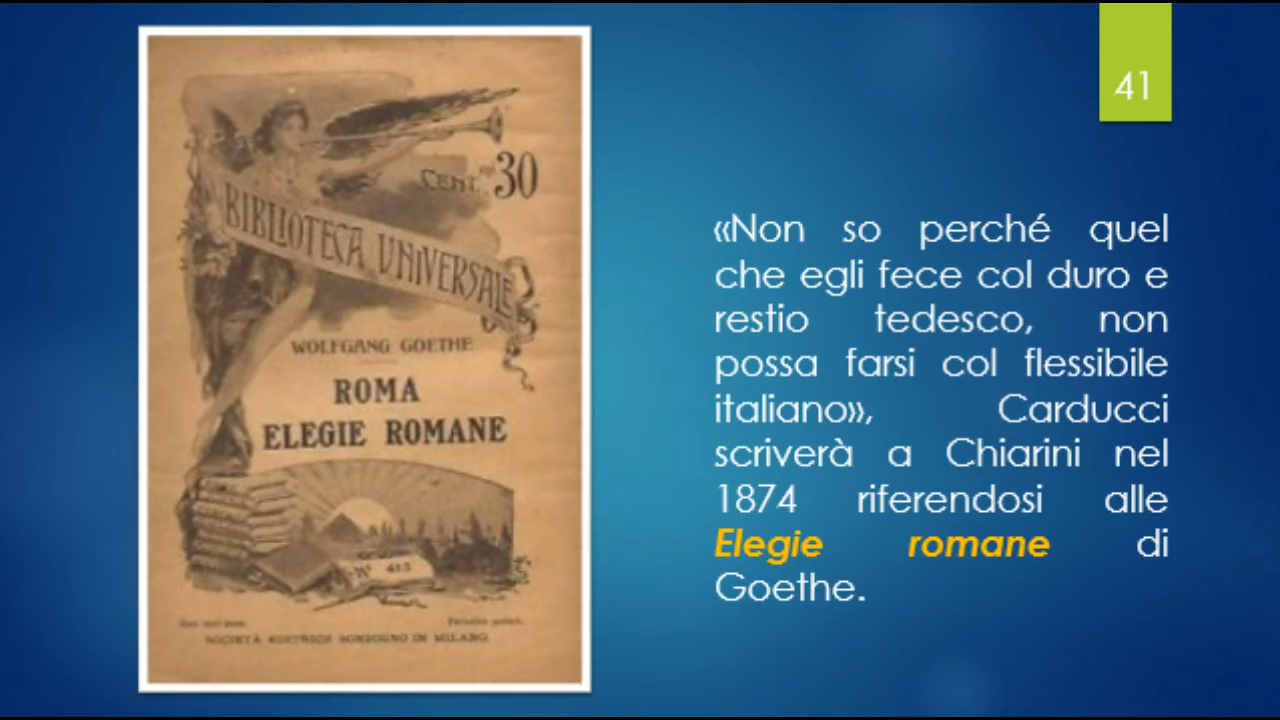 41
CENT. 30
BIBLIOTECA UNIVERSALE
WOLFGANG GOETHE
ROMA
ELEGIE ROMANE
Nº 413
SOCIETÀ EDITRICE SONZOGNO IN MILANO.
«Non so perché quel
che egli fece col duro e
restio tedesco, non
possa farsi col flessibile
italiano», Carducci
scriverà a Chiarini nel
1874 riferendosi alle
Elegie romane di
Goethe.